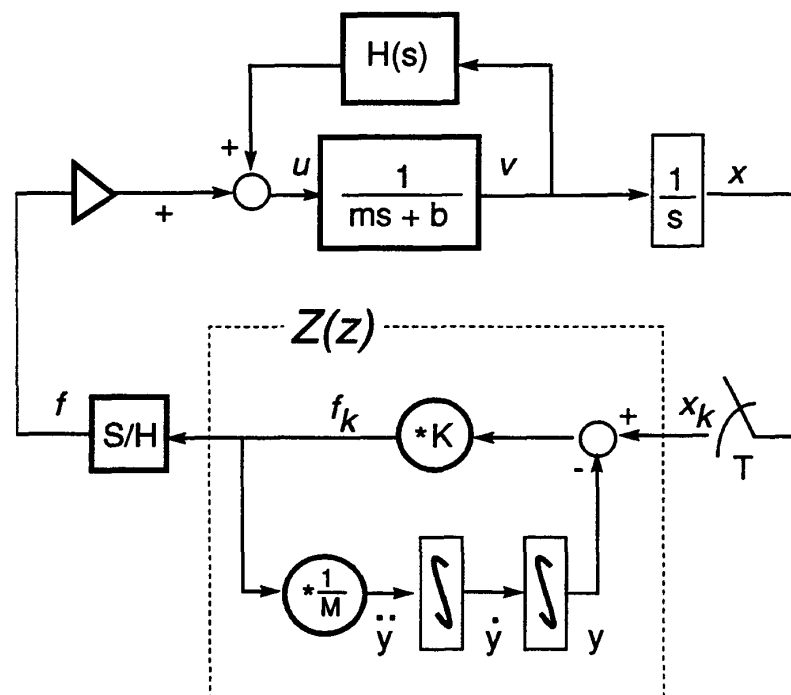 H(s)
+
u
1
ms + b
v
1
s
x
+
Z(z)
f
S/H
f_k
*K
+
-
x_k
T
*1/M
ÿ
ẏ
y